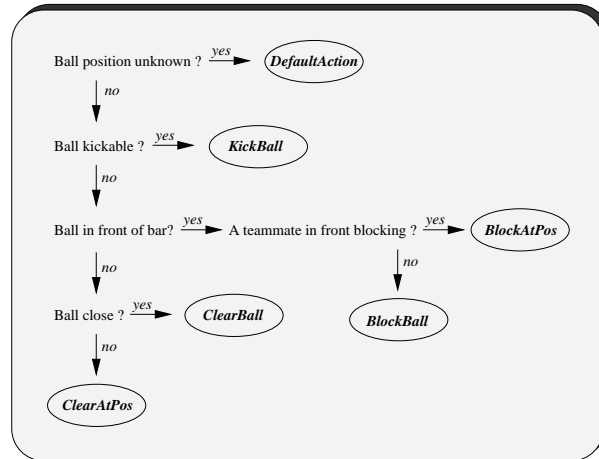 Ball position unknown ? yes DefaultAction
no
Ball kickable ? yes KickBall
no
Ball in front of bar? yes A teammate in front blocking ? yes BlockAtPos
no no
Ball close ? yes ClearBall BlockBall
no
ClearAtPos